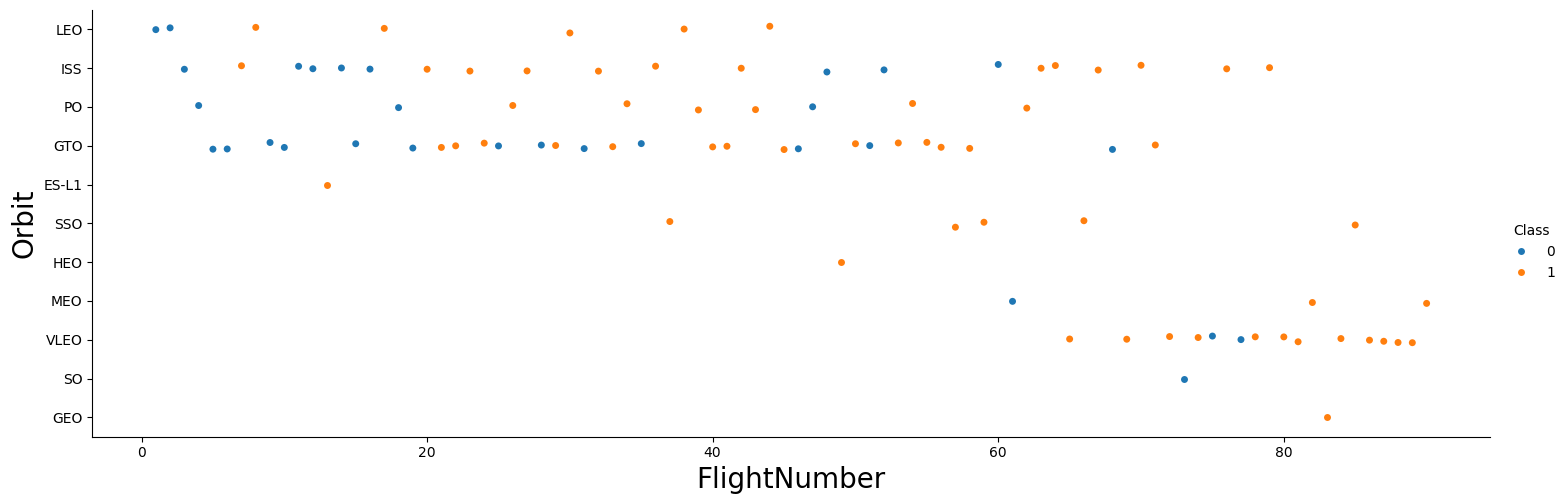 LEO
ISS
PO
GTO
ES-L1
SSO
HEO
MEO
VLEO
SO
GEO
Orbit
0 20 40 60 80
FlightNumber
Class
0
1